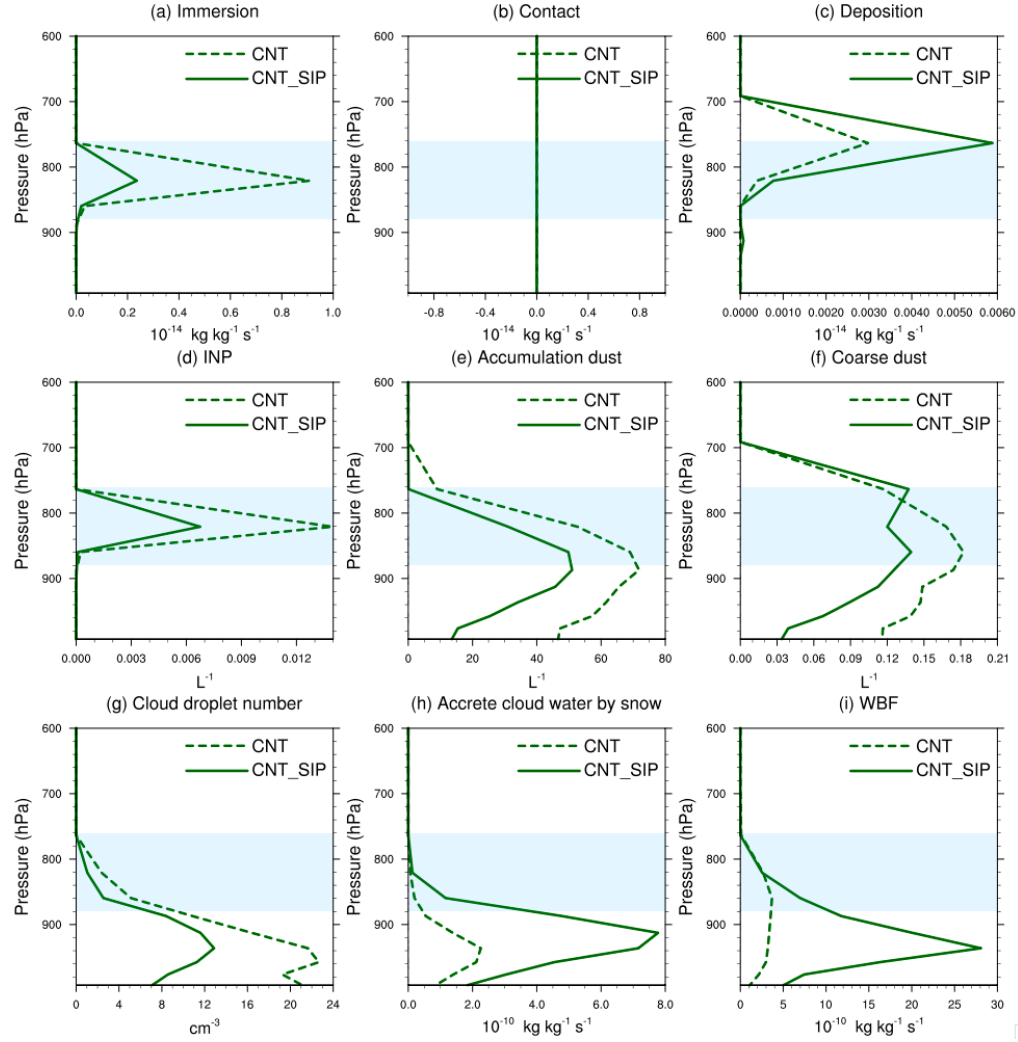 (a) Immersion
(b) Contact
(c) Deposition
600
700
800
900
Pressure (hPa)
CNT
CNT_SIP
0.0 0.2 0.4 0.6 0.8 1.0
10⁻¹⁴ kg kg⁻¹ s⁻¹
600
700
800
900
Pressure (hPa)
CNT
CNT_SIP
-0.8 -0.4 0.0 0.4 0.8
10⁻¹⁴ kg kg⁻¹ s⁻¹
600
700
800
900
Pressure (hPa)
CNT
CNT_SIP
0.0000 0.0010 0.0020 0.0030 0.0040 0.0050 0.0060
10⁻¹⁴ kg kg⁻¹ s⁻¹
(d) INP
(e) Accumulation dust
(f) Coarse dust
600
700
800
900
Pressure (hPa)
CNT
CNT_SIP
0.000 0.003 0.006 0.009 0.012
L⁻¹
600
700
800
900
Pressure (hPa)
CNT
CNT_SIP
0 20 40 60 80
L⁻¹
600
700
800
900
Pressure (hPa)
CNT
CNT_SIP
0.00 0.03 0.06 0.09 0.12 0.15 0.18 0.21
L⁻¹
(g) Cloud droplet number
(h) Accrete cloud water by snow
(i) WBF
600
700
800
900
Pressure (hPa)
CNT
CNT_SIP
0 4 8 12 16 20 24
cm⁻³
600
700
800
900
Pressure (hPa)
CNT
CNT_SIP
0.0 2.0 4.0 6.0 8.0
10⁻¹⁰ kg kg⁻¹ s⁻¹
600
700
800
900
Pressure (hPa)
CNT
CNT_SIP
0 5 10 15 20 25 30
10⁻¹⁰ kg kg⁻¹ s⁻¹